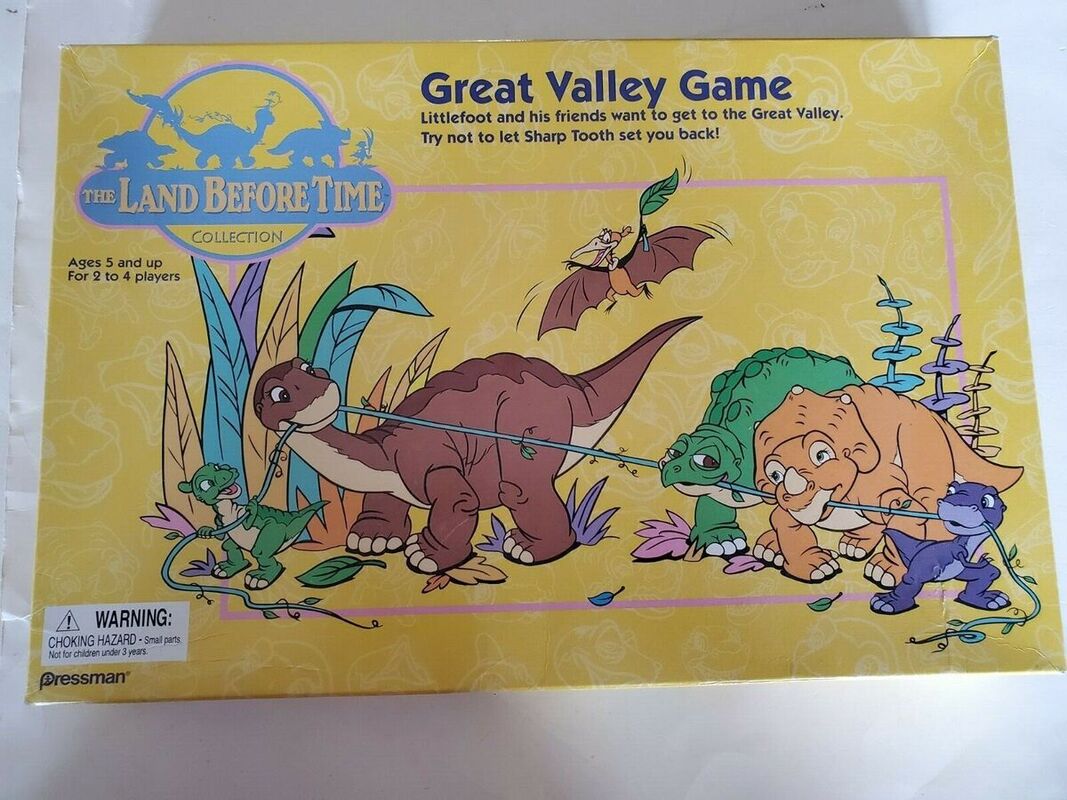 Great Valley Game
Littlefoot and his friends want to get to the Great Valley.
Try not to let Sharp Tooth set you back!
THE LAND BEFORE TIME™
COLLECTION
Ages 5 and up
For 2 to 4 players
WARNING:
CHOKING HAZARD - Small parts.
Not for children under 3 years.
Pressman®